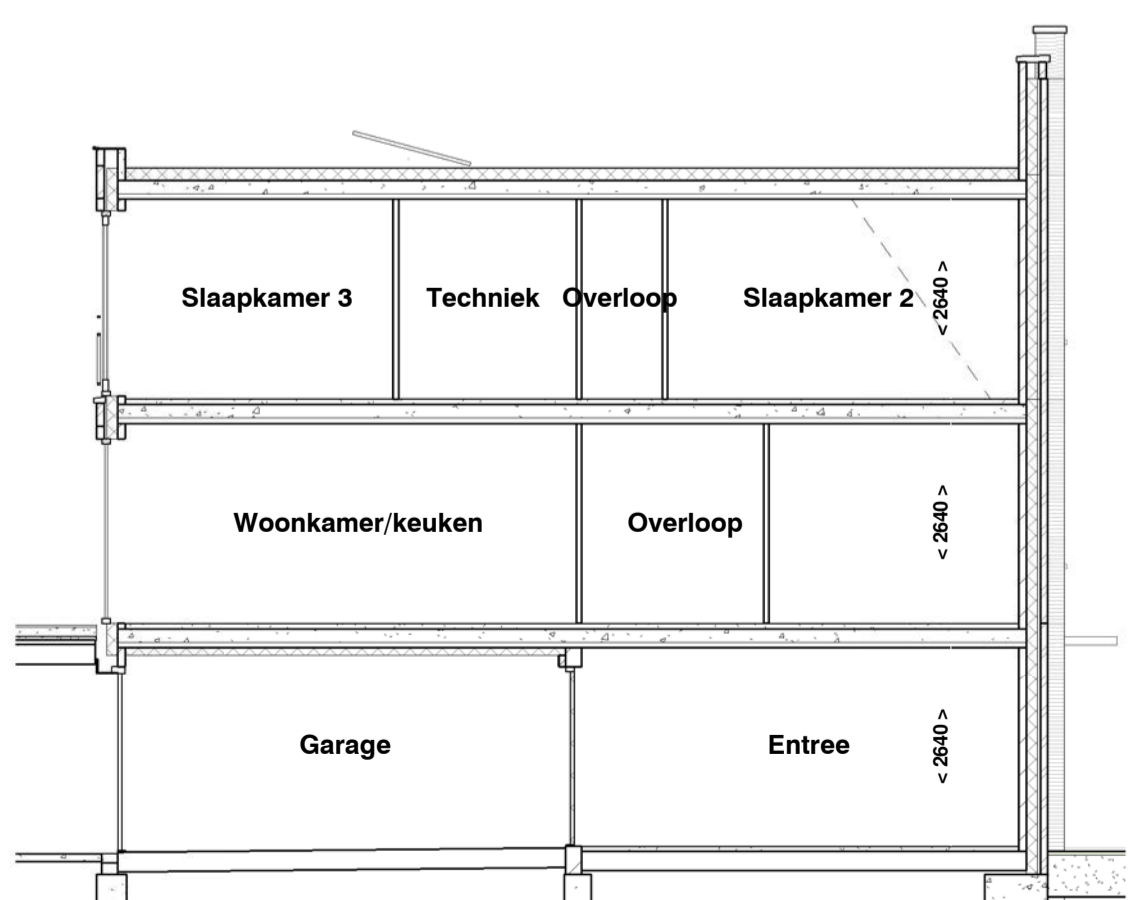 Slaapkamer 3
Techniek
Overloop
Slaapkamer 2
< 2640 >
Woonkamer/keuken
Overloop
< 2640 >
Garage
Entree
< 2640 >